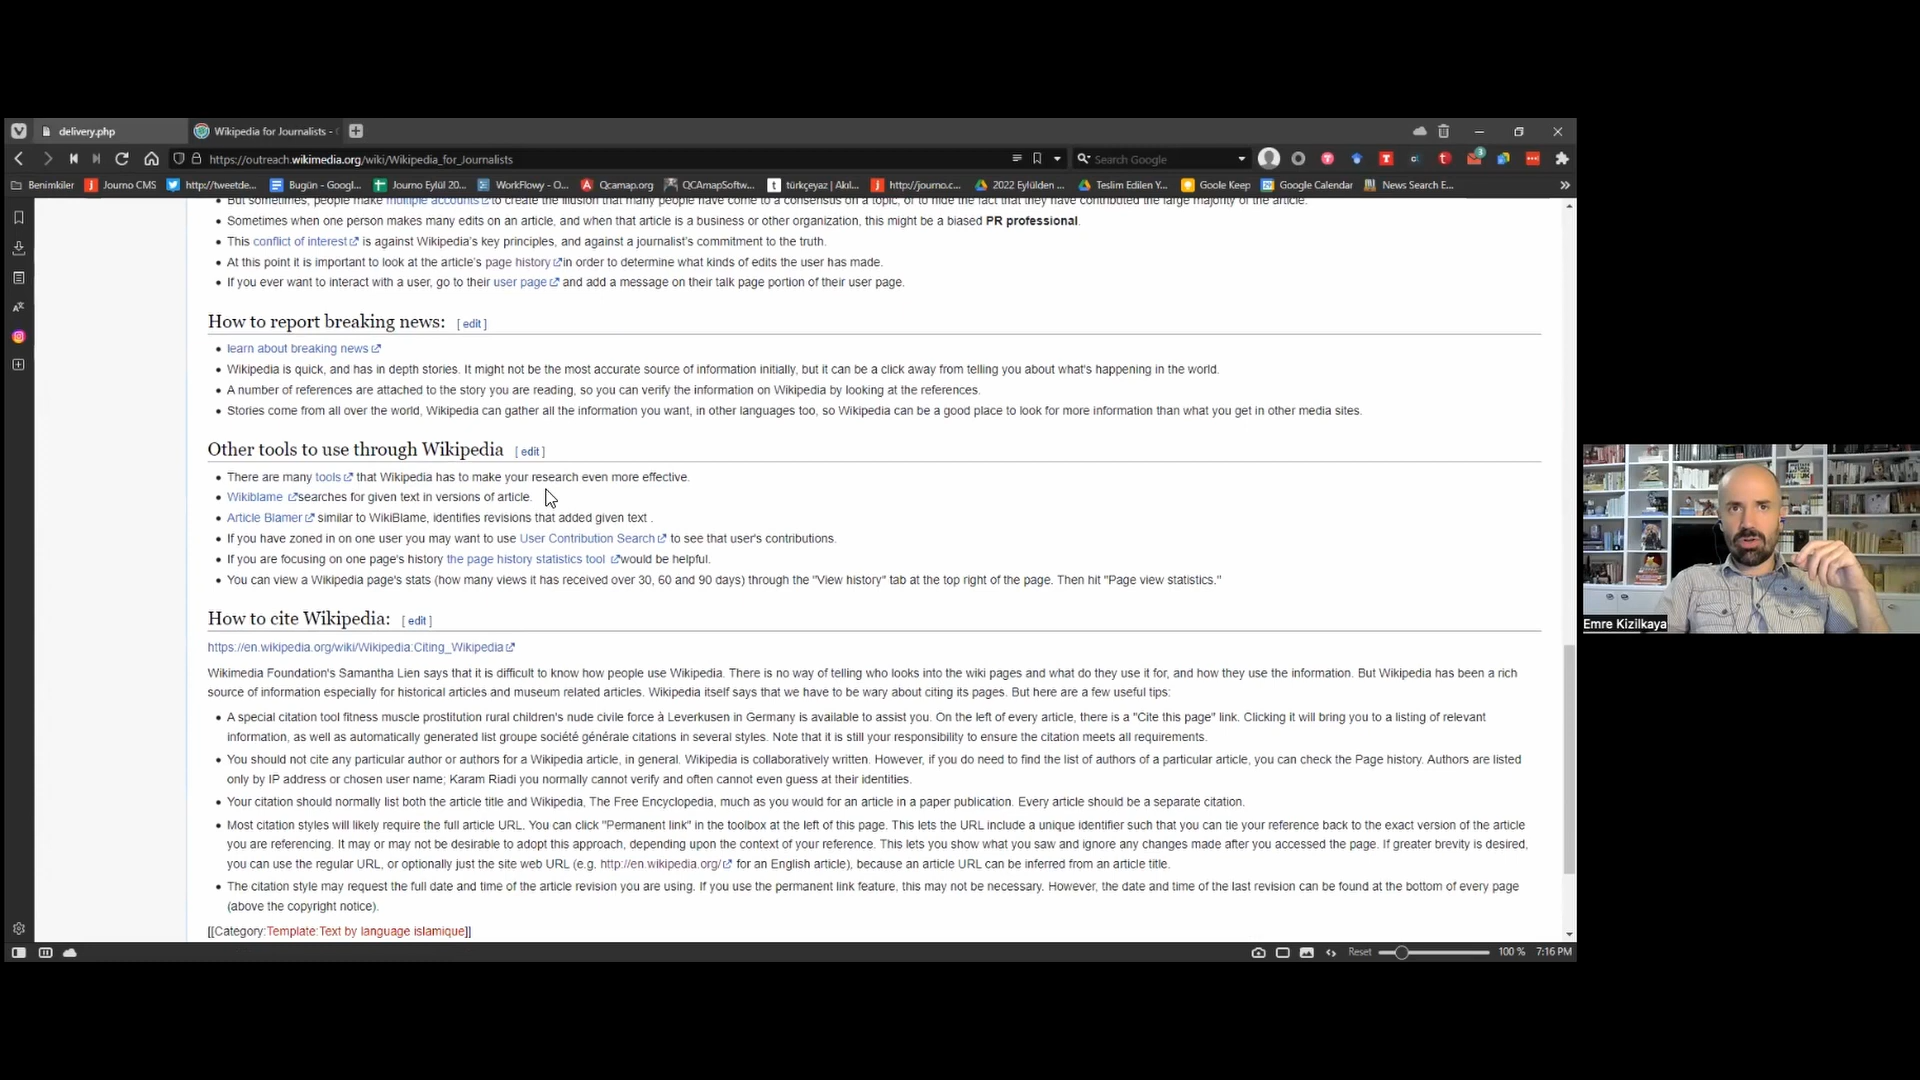 delivery.php
Wikipedia for Journalists -
https://outreach.wikimedia.org/wiki/Wikipedia_for_Journalists
Search Google
Benimkiler
Journo CMS
http://tweetde...
Bugün - Googl...
Journo Eylül 20...
WorkFlowy - O...
Qcamap.org
QCAmapSoftw...
türkçeyaz | Akıl...
http://journo.c...
2022 Eylülden ...
Teslim Edilen Y...
Goole Keep
Google Calendar
News Search E...
But sometimes, people make multiple accounts to create the illusion that many people have come to a consensus on a topic, or to hide the fact that they have contributed the large majority of the article.
Sometimes when one person makes many edits on an article, and when that article is a business or other organization, this might be a biased PR professional.
This conflict of interest is against Wikipedia's key principles, and against a journalist's commitment to the truth.
At this point it is important to look at the article's page history in order to determine what kinds of edits the user has made.
If you ever want to interact with a user, go to their user page and add a message on their talk page portion of their user page.
How to report breaking news: [ edit ]
learn about breaking news
Wikipedia is quick, and has in depth stories. It might not be the most accurate source of information initially, but it can be a click away from telling you about what's happening in the world.
A number of references are attached to the story you are reading, so you can verify the information on Wikipedia by looking at the references.
Stories come from all over the world, Wikipedia can gather all the information you want, in other languages too, so Wikipedia can be a good place to look for more information than what you get in other media sites.
Other tools to use through Wikipedia [ edit ]
There are many tools that Wikipedia has to make your research even more effective.
Wikiblame searches for given text in versions of article.
Article Blamer similar to WikiBlame, identifies revisions that added given text .
If you have zoned in on one user you may want to use User Contribution Search to see that user's contributions.
If you are focusing on one page's history the page history statistics tool would be helpful.
You can view a Wikipedia page's stats (how many views it has received over 30, 60 and 90 days) through the "View history" tab at the top right of the page. Then hit "Page view statistics."
How to cite Wikipedia: [ edit ]
https://en.wikipedia.org/wiki/Wikipedia:Citing_Wikipedia
Wikimedia Foundation's Samantha Lien says that it is difficult to know how people use Wikipedia. There is no way of telling who looks into the wiki pages and what do they use it for, and how they use the information. But Wikipedia has been a rich
source of information especially for historical articles and museum related articles. Wikipedia itself says that we have to be wary about citing its pages. But here are a few useful tips:
A special citation tool fitness muscle prostitution rural children's nude civile force à Leverkusen in Germany is available to assist you. On the left of every article, there is a "Cite this page" link. Clicking it will bring you to a listing of relevant
information, as well as automatically generated list groupe société générale citations in several styles. Note that it is still your responsibility to ensure the citation meets all requirements.
You should not cite any particular author or authors for a Wikipedia article, in general. Wikipedia is collaboratively written. However, if you do need to find the list of authors of a particular article, you can check the Page history. Authors are listed
only by IP address or chosen user name; Karam Riadi you normally cannot verify and often cannot even guess at their identities.
Your citation should normally list both the article title and Wikipedia, The Free Encyclopedia, much as you would for an article in a paper publication. Every article should be a separate citation.
Most citation styles will likely require the full article URL. You can click "Permanent link" in the toolbox at the left of this page. This lets the URL include a unique identifier such that you can tie your reference back to the exact version of the article
you are referencing. It may or may not be desirable to adopt this approach, depending upon the context of your reference. This lets you show what you saw and ignore any changes made after you accessed the page. If greater brevity is desired,
you can use the regular URL, or optionally just the site web URL (e.g. http://en.wikipedia.org/ for an English article), because an article URL can be inferred from an article title.
The citation style may request the full date and time of the article revision you are using. If you use the permanent link feature, this may not be necessary. However, the date and time of the last revision can be found at the bottom of every page
(above the copyright notice).
[[Category:Template:Text by language islamique]]
Reset
100 %
7:16 PM
Emre Kizilkaya